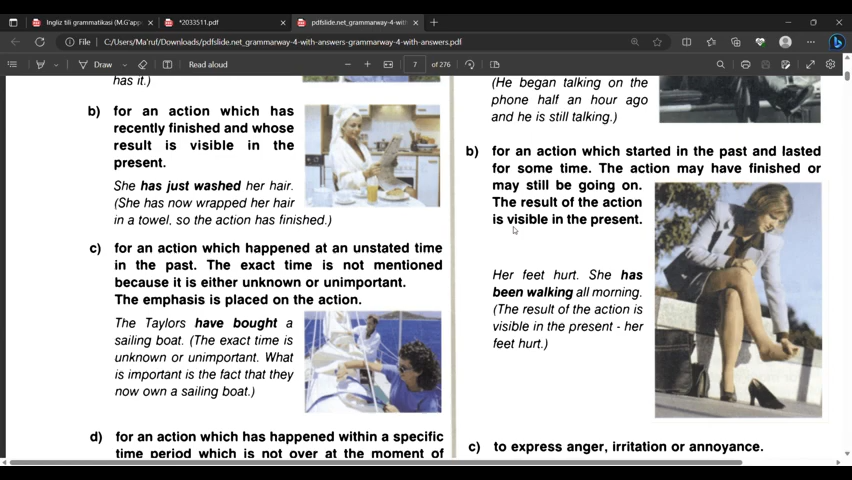 Ingliz tili grammatikasi (M.G'app
*2033511.pdf
pdfslide.net_grammarway-4-with-
File
C:/Users/Ma'ruf/Downloads/pdfslide.net_grammarway-4-with-answers-grammarway-4-with-answers.pdf
Draw
Read aloud
7
of 276
has it.)
b) for an action which has
recently finished and whose
result is visible in the
present.
She has just washed her hair.
(She has now wrapped her hair
in a towel, so the action has finished.)
c) for an action which happened at an unstated time
in the past. The exact time is not mentioned
because it is either unknown or unimportant.
The emphasis is placed on the action.
The Taylors have bought a
sailing boat. (The exact time is
unknown or unimportant. What
is important is the fact that they
now own a sailing boat.)
d) for an action which has happened within a specific
time period which is not over at the moment of
(He began talking on the
phone half an hour ago
and he is still talking.)
b) for an action which started in the past and lasted
for some time. The action may have finished or
may still be going on.
The result of the action
is visible in the present.
Her feet hurt. She has
been walking all morning.
(The result of the action is
visible in the present - her
feet hurt.)
c) to express anger, irritation or annoyance.